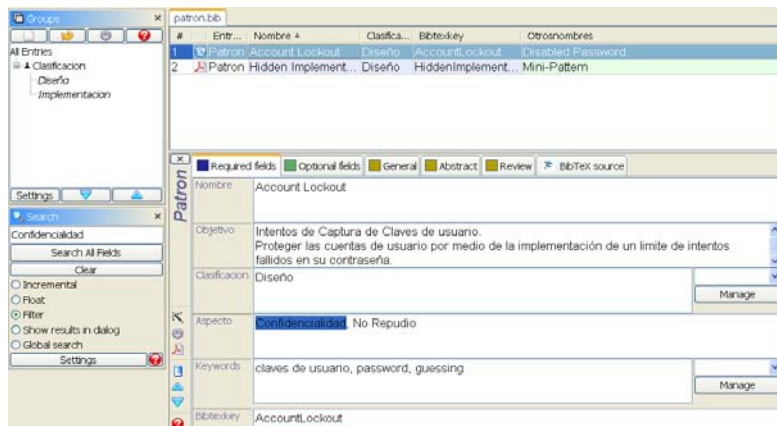 Groups
All Entries
Clasificacion
Diseño
Implementacion
Settings
Search
Confidencialidad
Search All Fields
Clear
Incremental
Float
Filter
Show results in dialog
Global search
Settings
patron.bib
# Entr... Nombre Clasifica... Bibtexkey Otrosnombres
1 Patron Account Lockout Diseño AccountLockout Disabled Password
2 Patron Hidden Implement... Diseño HiddenImplement... Mini-Pattern
Patron
Required fields Optional fields General Abstract Review BibTeX source
Nombre Account Lockout
Objetivo Intentos de Captura de Claves de usuario.
Proteger las cuentas de usuario por medio de la implementación de un limite de intentos
fallidos en su contraseña.
Clasificacion Diseño
Manage
Aspecto Confidencialidad, No Repudio
Keywords claves de usuario, password, guessing
Manage
Bibtexkey AccountLockout